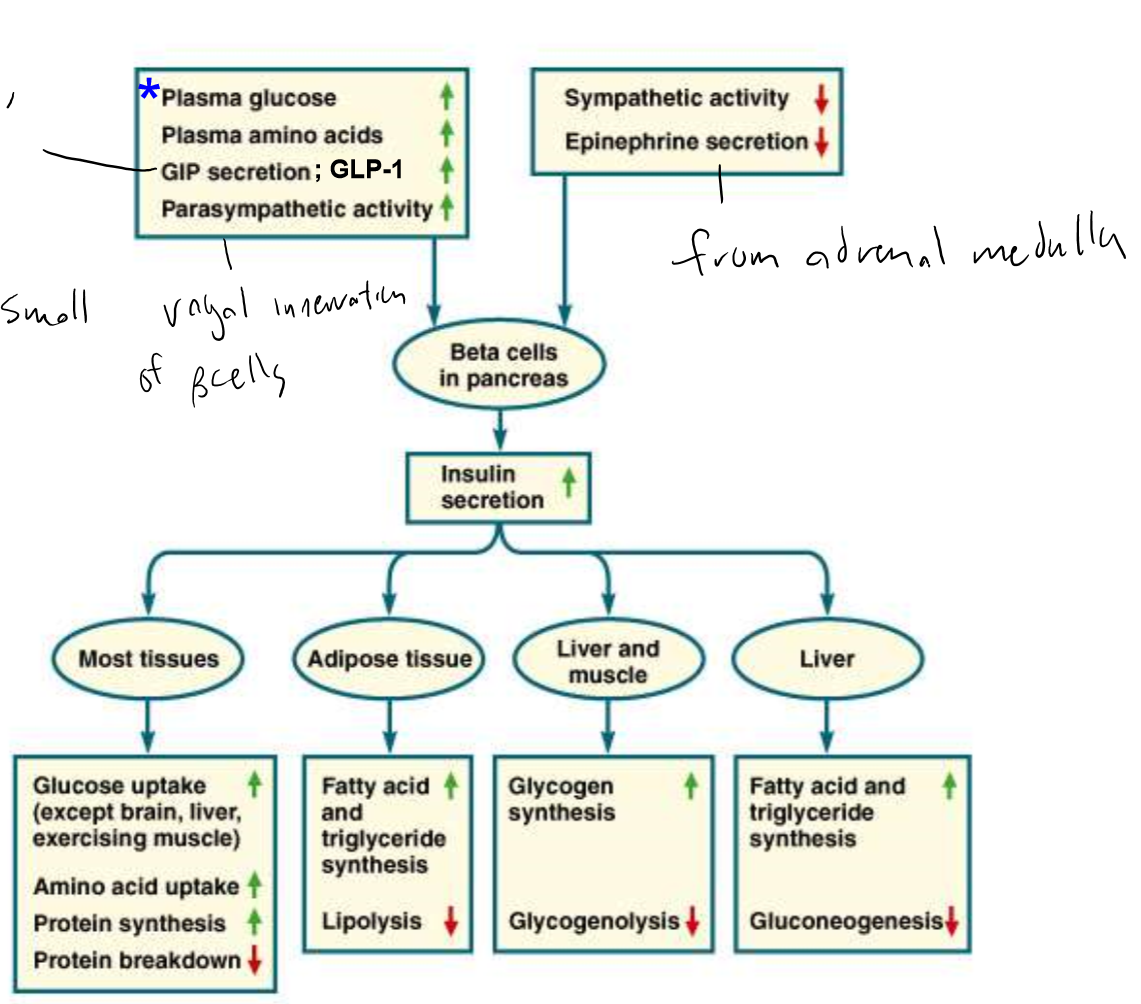 *Plasma glucose
Plasma amino acids
GIP secretion; GLP-1
Parasympathetic activity
Sympathetic activity
Epinephrine secretion
from adrenal medulla
small
vagal innervation
of βcells
Beta cells
in pancreas
Insulin
secretion
Most tissues
Adipose tissue
Liver and
muscle
Liver
Glucose uptake
(except brain, liver,
exercising muscle)
Amino acid uptake
Protein synthesis
Protein breakdown
Fatty acid
and
triglyceride
synthesis
Lipolysis
Glycogen
synthesis
Glycogenolysis
Fatty acid and
triglyceride
synthesis
Gluconeogenesis